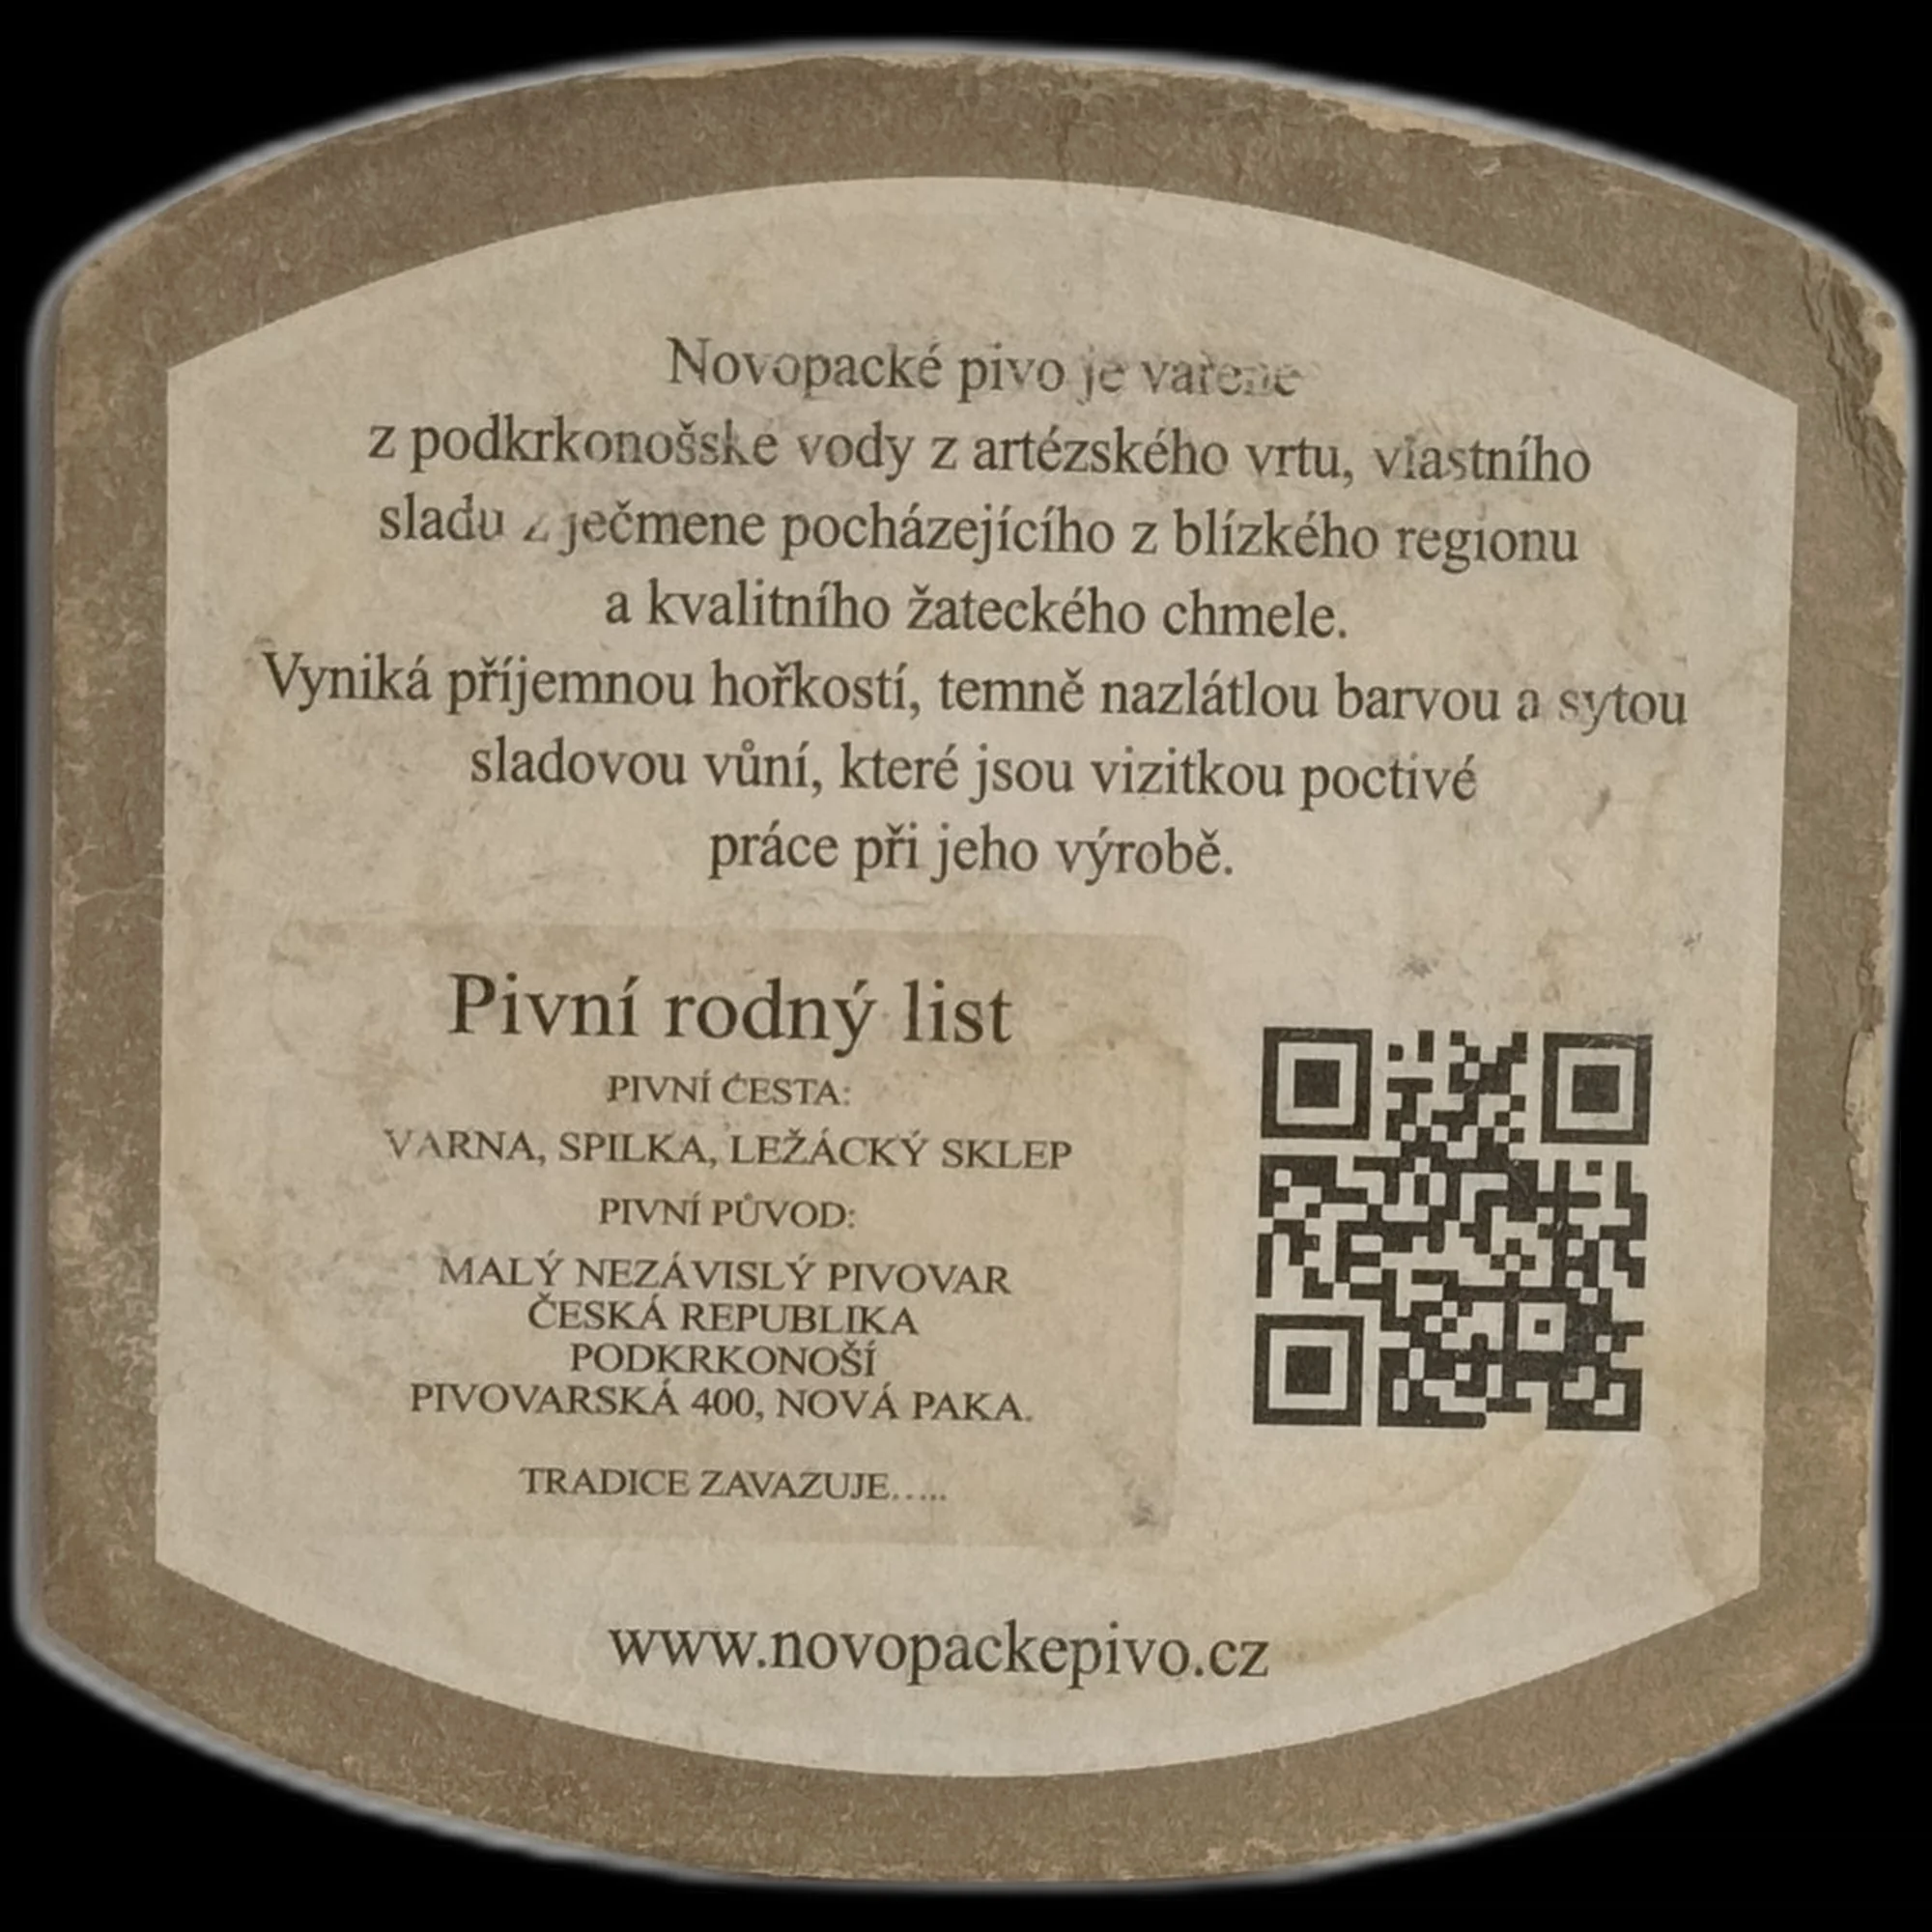 Novopacké pivo je vařené
z podkrkonošské vody z artézského vrtu, vlastního
sladu z ječmene pocházejícího z blízkého regionu
a kvalitního žateckého chmele.
Vyniká příjemnou hořkostí, temně nazlátlou barvou a sytou
sladovou vůní, které jsou vizitkou poctivé
práce při jeho výrobě.
Pivní rodný list
PIVNÍ CESTA:
VARNA, SPILKA, LEŽÁCKÝ SKLEP
PIVNÍ PŮVOD:
MALÝ NEZÁVISLÝ PIVOVAR
ČESKÁ REPUBLIKA
PODKRKONOŠÍ
PIVOVARSKÁ 400, NOVÁ PAKA.
TRADICE ZAVAZUJE.....
www.novopackepivo.cz